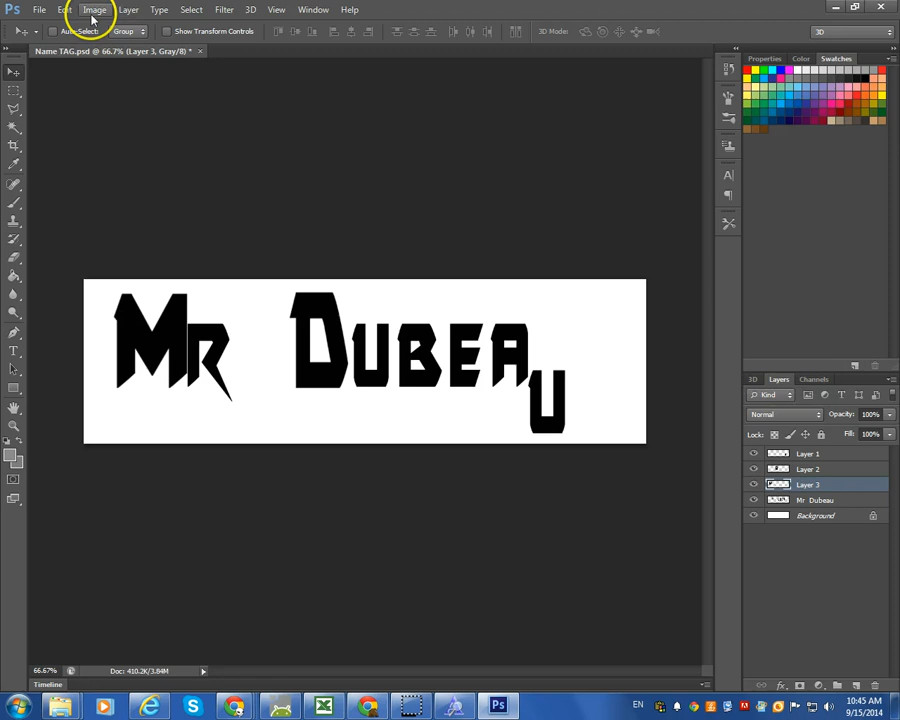 Ps File Edit Image Layer Type Select Filter 3D View Window Help
Auto-Select: Group Show Transform Controls 3D Mode: 3D
Name TAG.psd @ 66.7% (Layer 3, Gray/8) * ×
Properties Color Swatches
Mr Dubeau
3D Layers Channels
Kind
Normal Opacity: 100%
Lock: Fill: 100%
Layer 1
Layer 2
Layer 3
Mr Dubeau
Background
66.67% Doc: 410.2K/3.84M
Timeline
EN 10:45 AM
9/15/2014